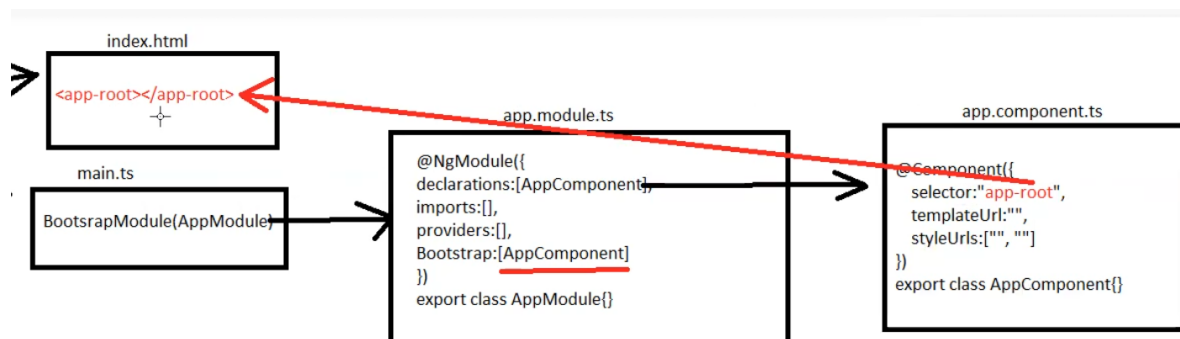 index.html
<app-root></app-root>
main.ts
BootsrapModule(AppModule)
app.module.ts
@NgModule({
declarations:[AppComponent],
imports:[],
providers:[],
Bootstrap:[AppComponent]
})
export class AppModule{}
app.component.ts
@Component({
selector:"app-root",
templateUrl:"",
styleUrls:["", ""]
})
export class AppComponent{}